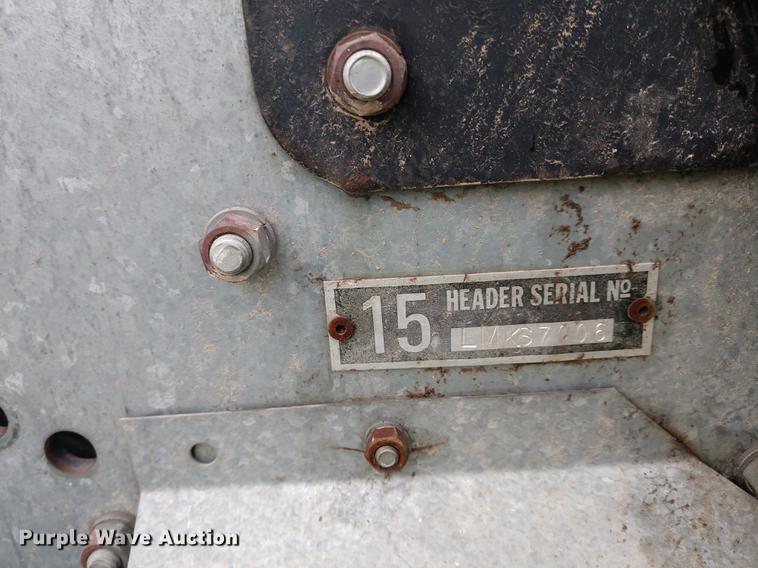 15
HEADER SERIAL Nº
Purple Wave Auction